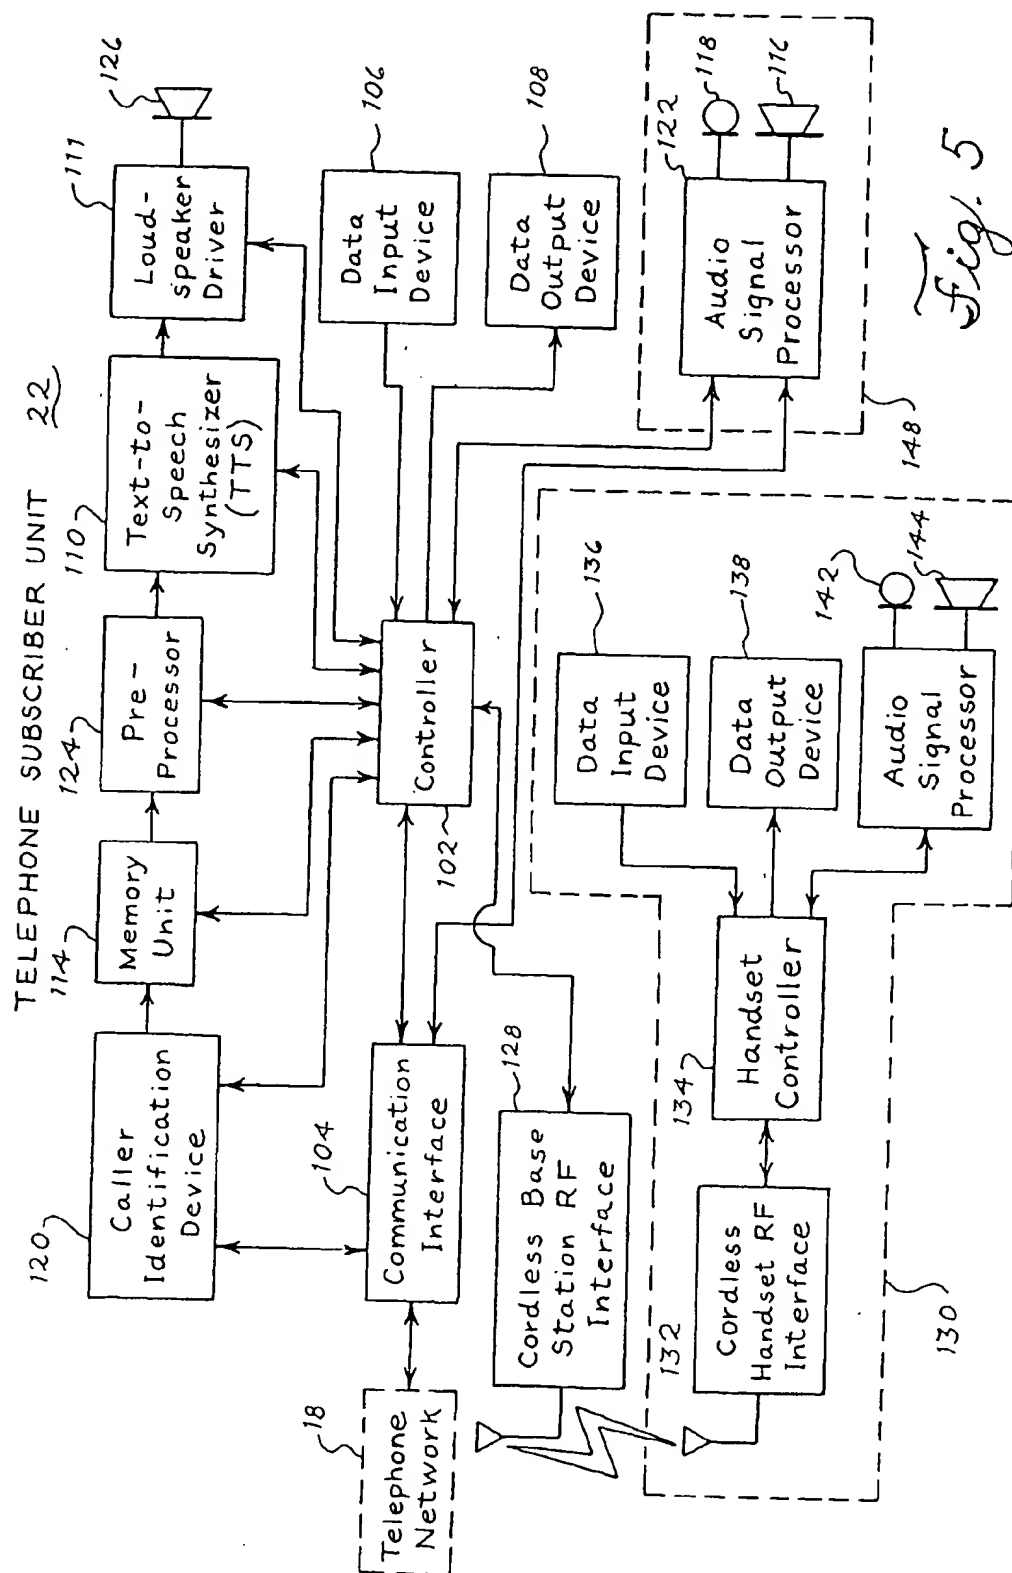 TELEPHONE SUBSCRIBER UNIT 22
120
Caller
Identification
Device
114
Memory
Unit
124
Pre-
Processor
110
Text-to-
Speech
Synthesizer
(TTS)
111
Loud-
speaker
Driver
126
18
Telephone
Network
104
Communication
Interface
102
Controller
106
Data
Input
Device
108
Data
Output
Device
128
Cordless Base
Station RF
Interface
122
Audio
Signal
Processor
118
116
148
132
Cordless
Handset RF
Interface
134
Handset
Controller
136
Data
Input
Device
138
Data
Output
Device
Audio
Signal
Processor
142
144
130
Fig. 5